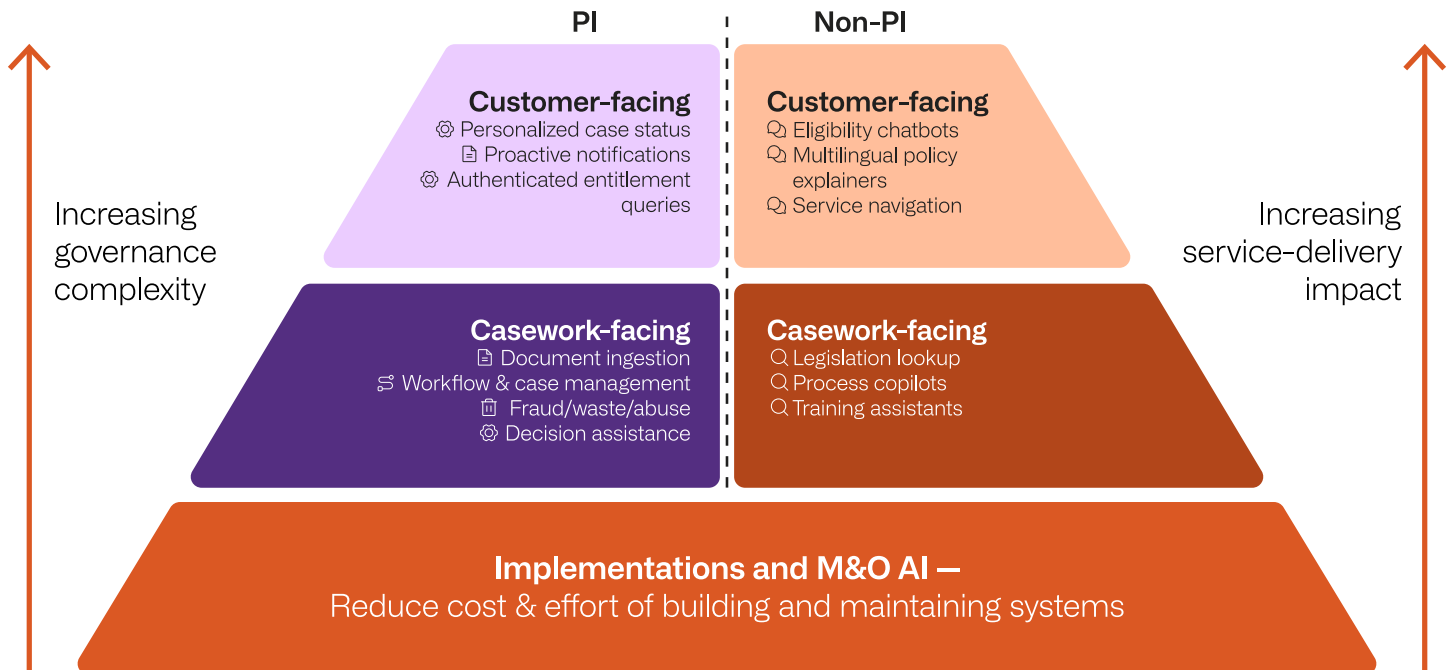 PI
Non-PI
Increasing
governance
complexity
Customer-facing
Personalized case status
Proactive notifications
Authenticated entitlement
queries
Customer-facing
Eligibility chatbots
Multilingual policy
explainers
Service navigation
Increasing
service-delivery
impact
Casework-facing
Document ingestion
Workflow & case management
Fraud/waste/abuse
Decision assistance
Casework-facing
Legislation lookup
Process copilots
Training assistants
Implementations and M&O AI —
Reduce cost & effort of building and maintaining systems